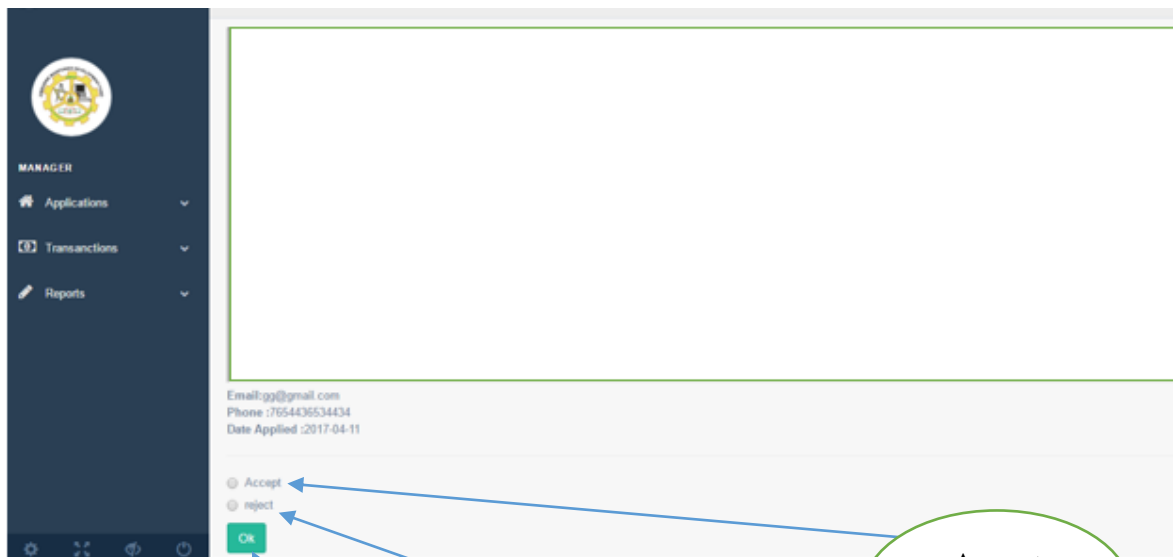 MANAGER
Applications
Transanctions
Reports
Email:gg@gmail.com
Phone :7654436534434
Date Applied :2017-04-11
Accept
reject
Ok